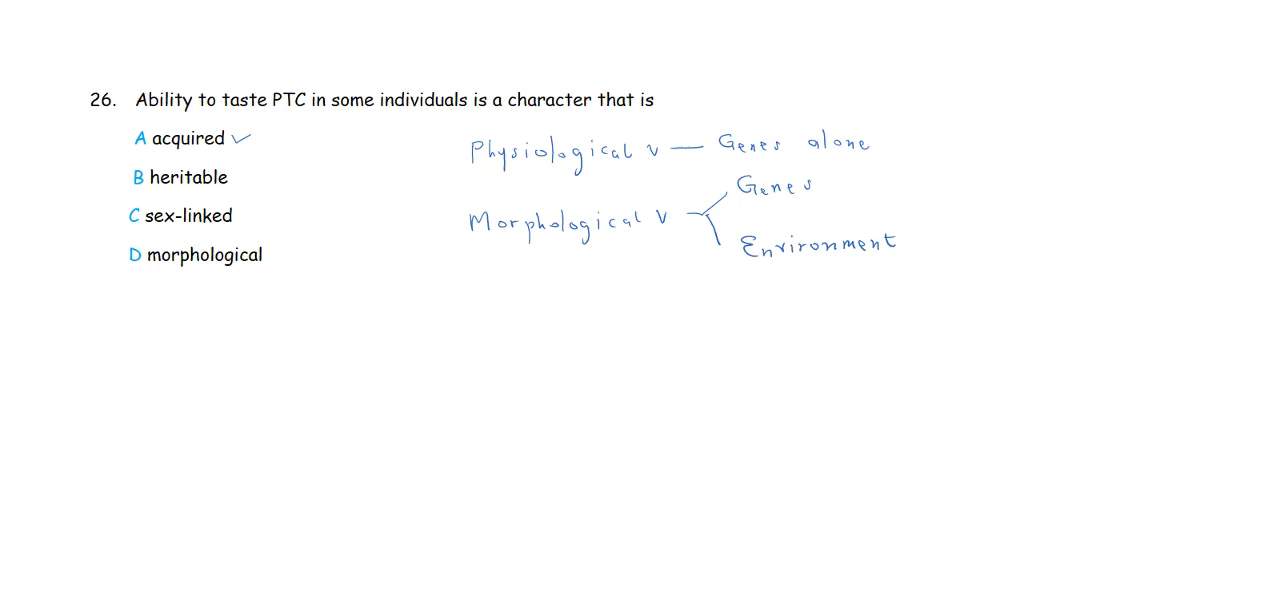 26. Ability to taste PTC in some individuals is a character that is
A acquired ✓
B heritable
C sex-linked
D morphological
Physiological v — Genes alone
Morphological v
Genes
Environment